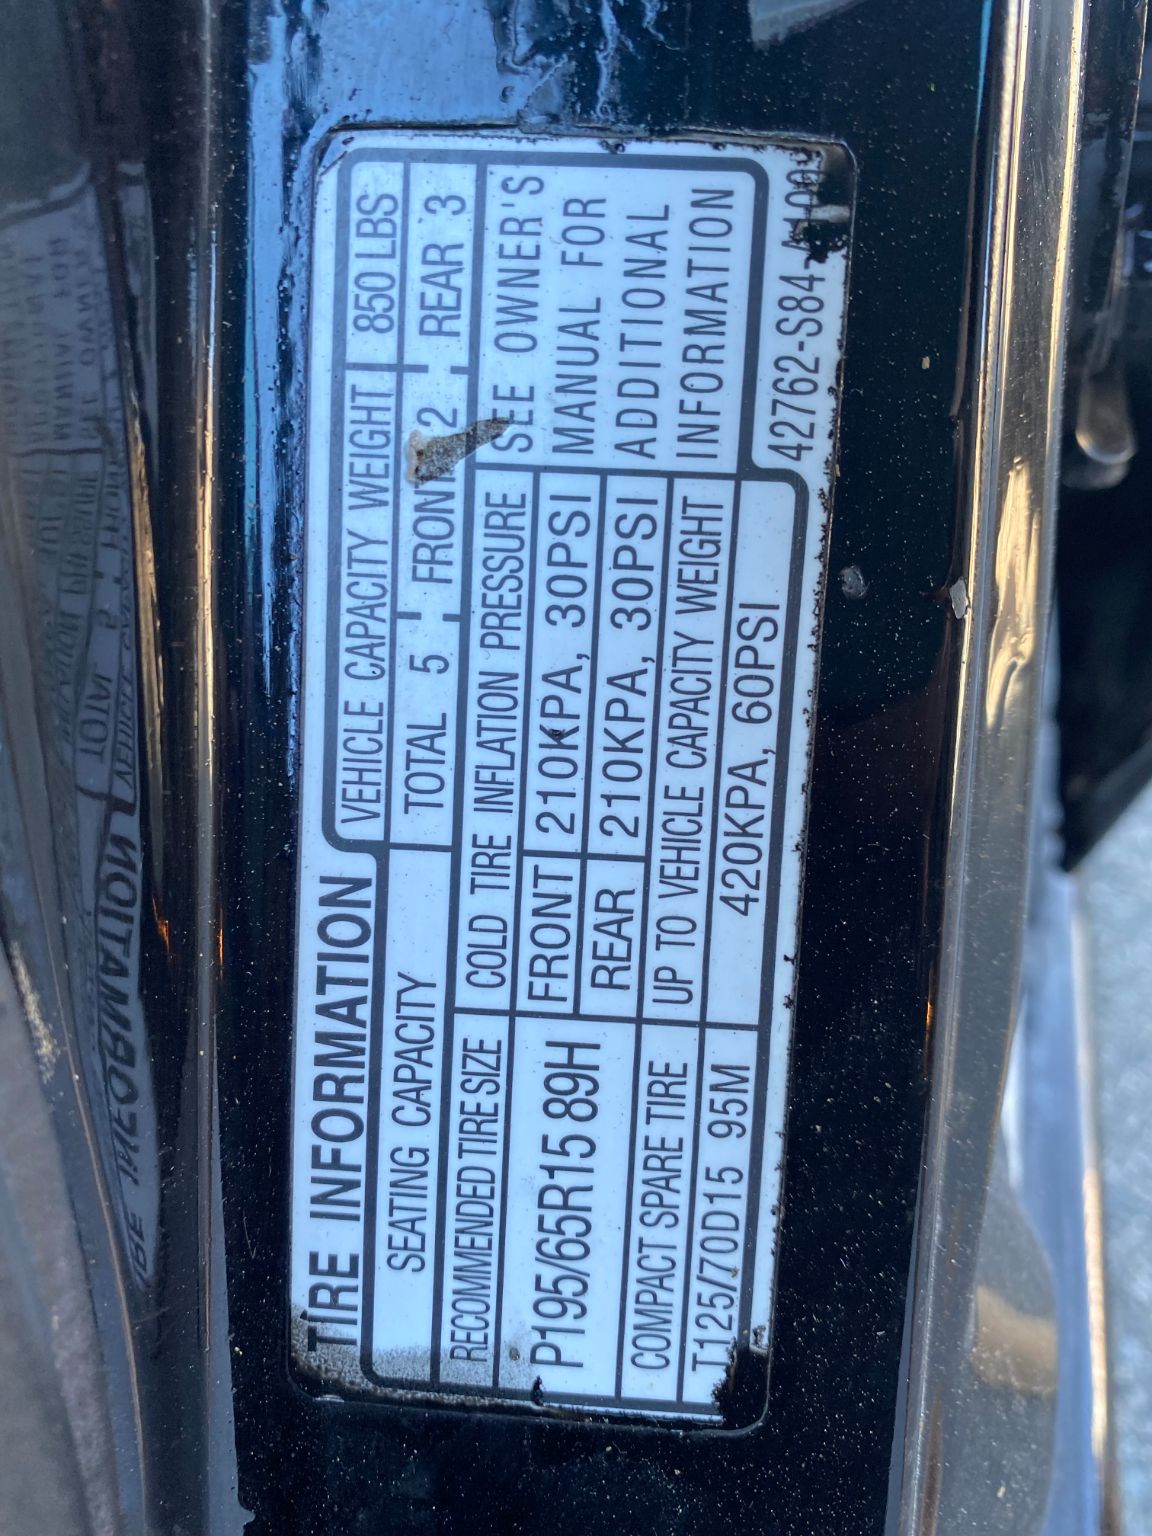 TIRE INFORMATION
VEHICLE CAPACITY WEIGHT 850 LBS
SEATING CAPACITY TOTAL 5 FRONT 2 REAR 3
RECOMMENDED TIRE SIZE COLD TIRE INFLATION PRESSURE
P195/65R15 89H FRONT 210KPA, 30PSI
REAR 210KPA, 30PSI
COMPACT SPARE TIRE UP TO VEHICLE CAPACITY WEIGHT
T125/70D15 95M 420KPA, 60PSI
SEE OWNER'S
MANUAL FOR
ADDITIONAL
INFORMATION
42762-S84-A100